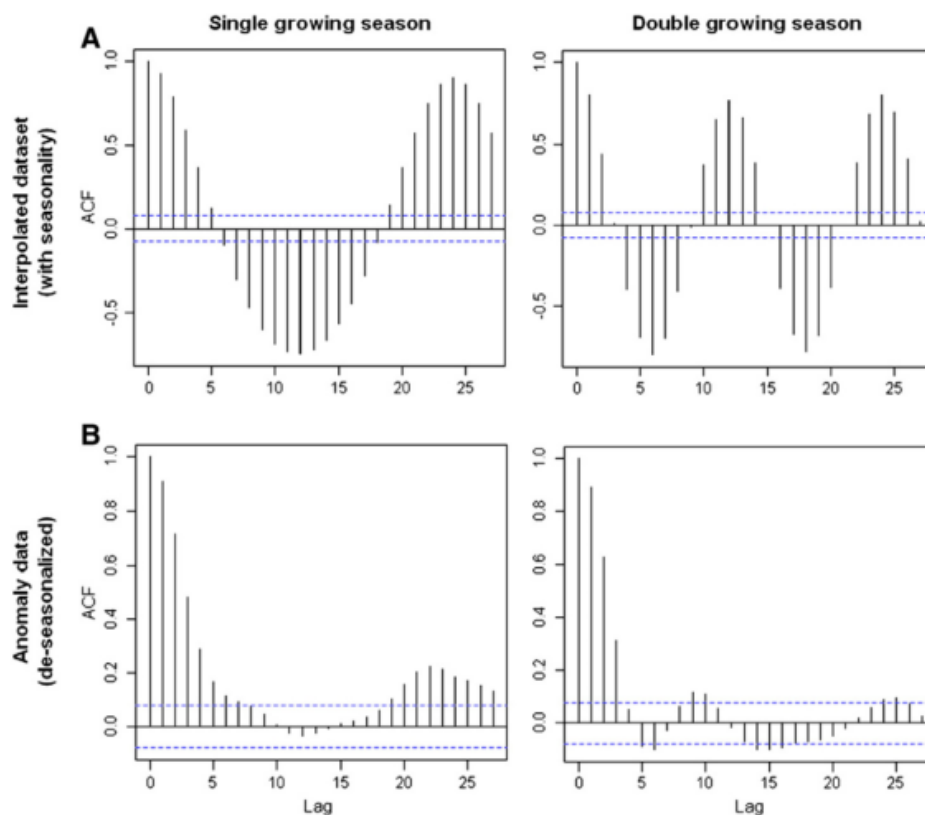 Single growing season
Double growing season
A
Interpolated dataset
(with seasonality)
ACF
1.0
0.5
0.0
-0.5
0 5 10 15 20 25
1.0
0.5
0.0
-0.5
0 5 10 15 20 25
B
Anomaly data
(de-seasonalized)
ACF
1.0
0.8
0.6
0.4
0.2
0.0
0 5 10 15 20 25
Lag
1.0
0.8
0.6
0.4
0.2
0.0
0 5 10 15 20 25
Lag